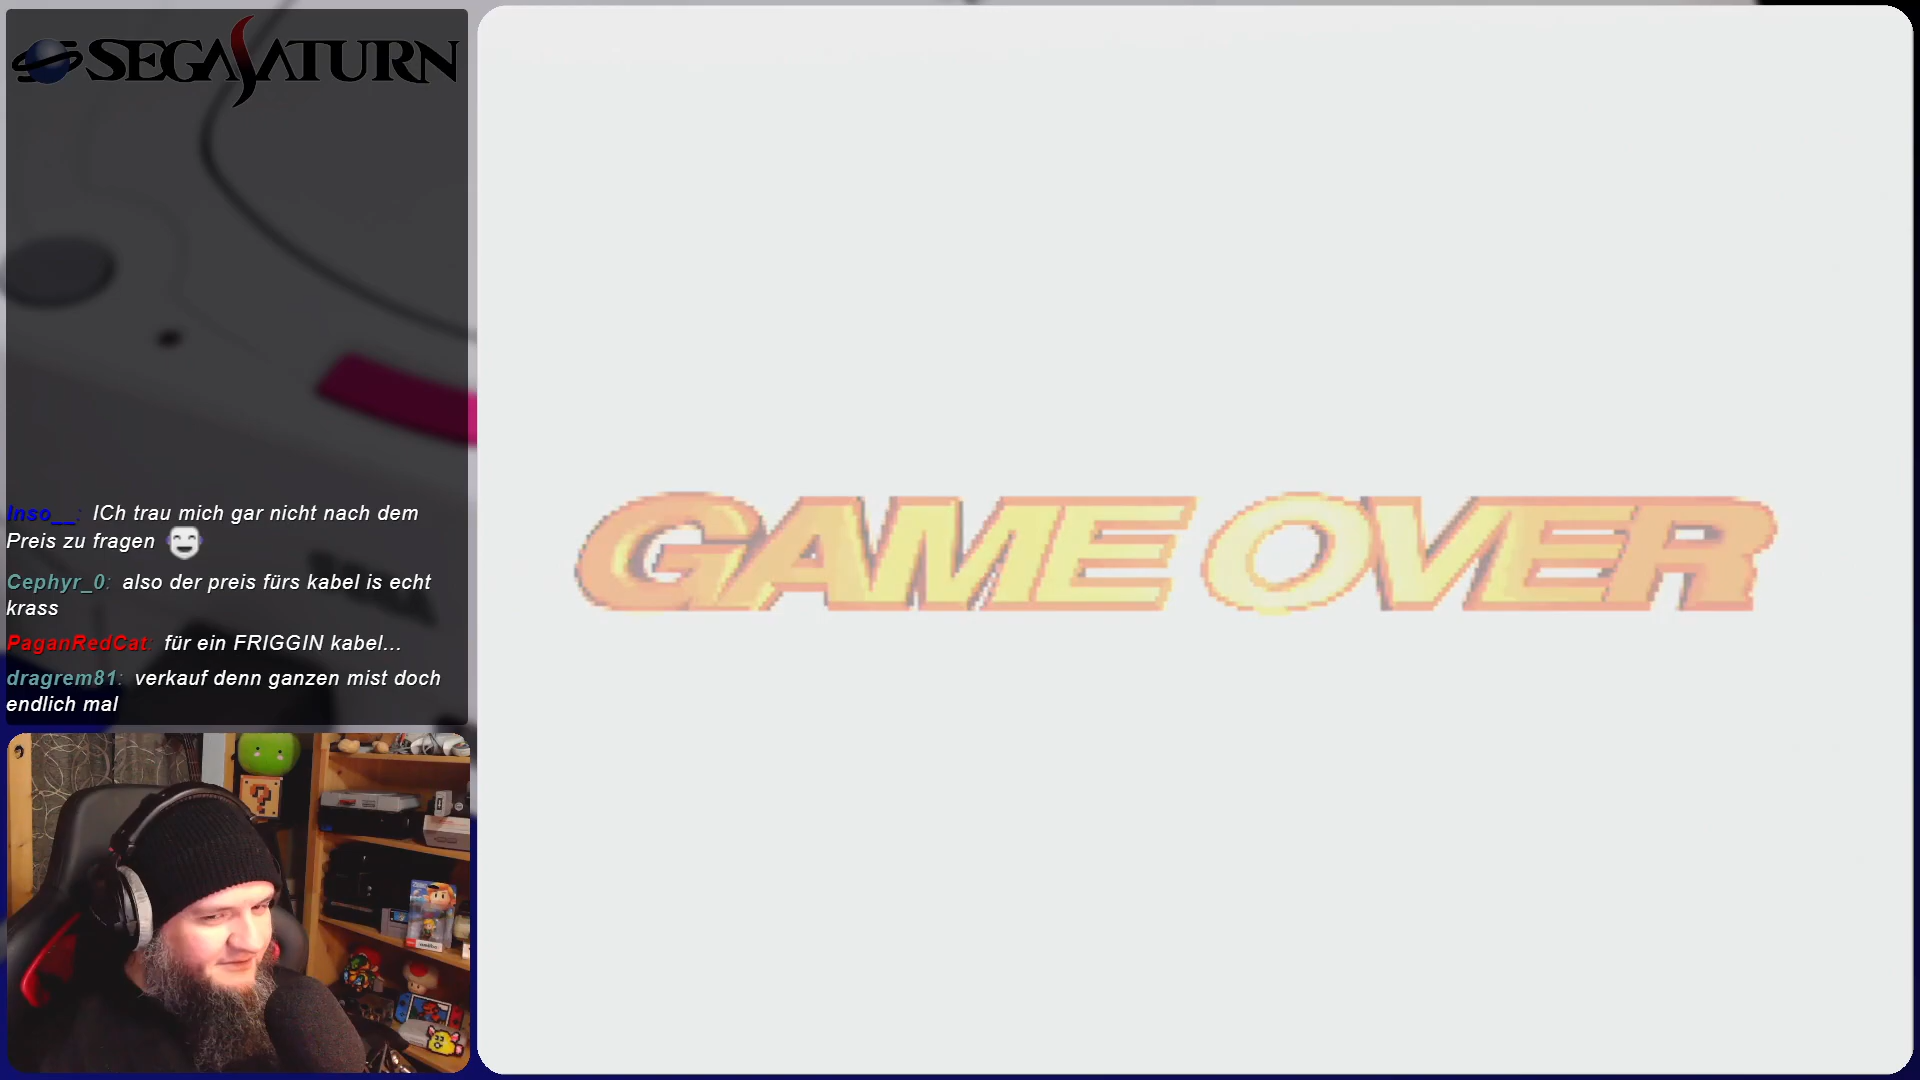 SEGA SATURN
Inso__: ICh trau mich gar nicht nach dem
Preis zu fragen
Cephyr_0: also der preis fürs kabel is echt
krass
PaganRedCat: für ein FRIGGIN kabel...
dragrem81: verkauf denn ganzen mist doch
endlich mal
GAME OVER
?